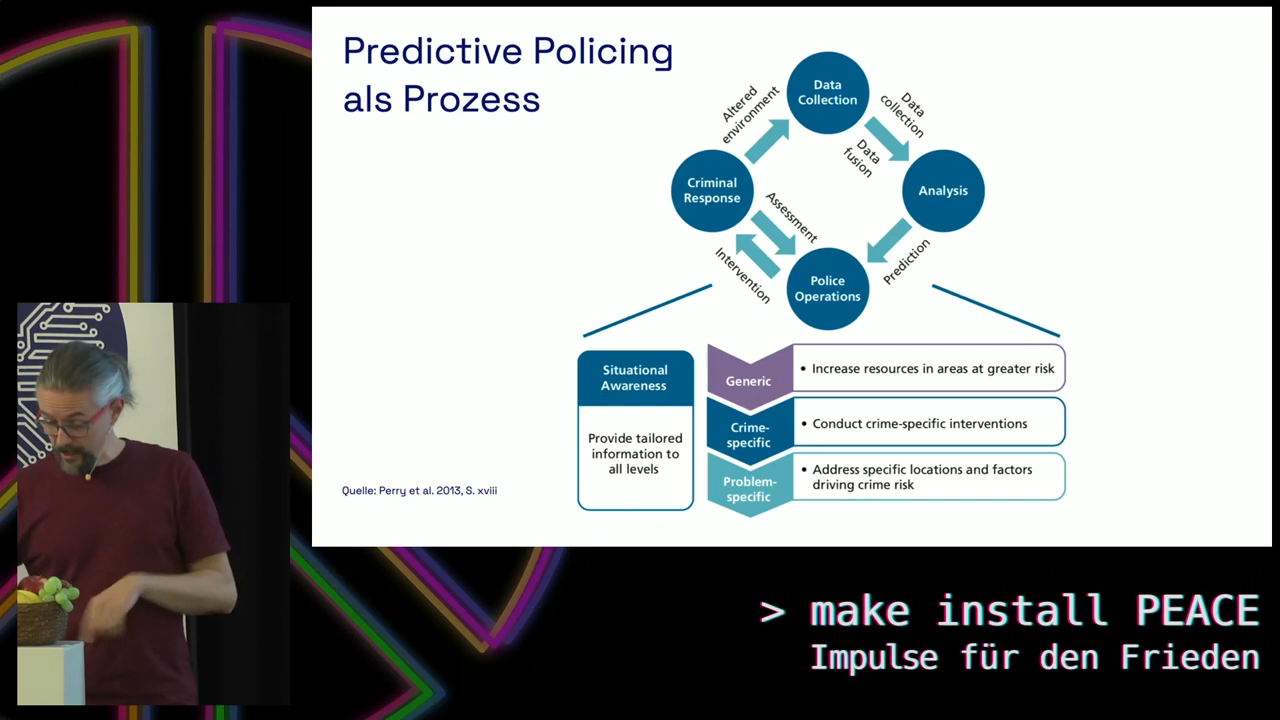 Predictive Policing
als Prozess
Data
Collection
Altered
environment
Data
collection
Data
fusion
Criminal
Response
Analysis
Assessment
Intervention
Prediction
Police
Operations
Situational
Awareness
Provide tailored
information to
all levels
Generic
• Increase resources in areas at greater risk
Crime-
specific
• Conduct crime-specific interventions
Problem-
specific
• Address specific locations and factors
driving crime risk
Quelle: Perry et al. 2013, S. xviii
> make install PEACE
Impulse für den Frieden